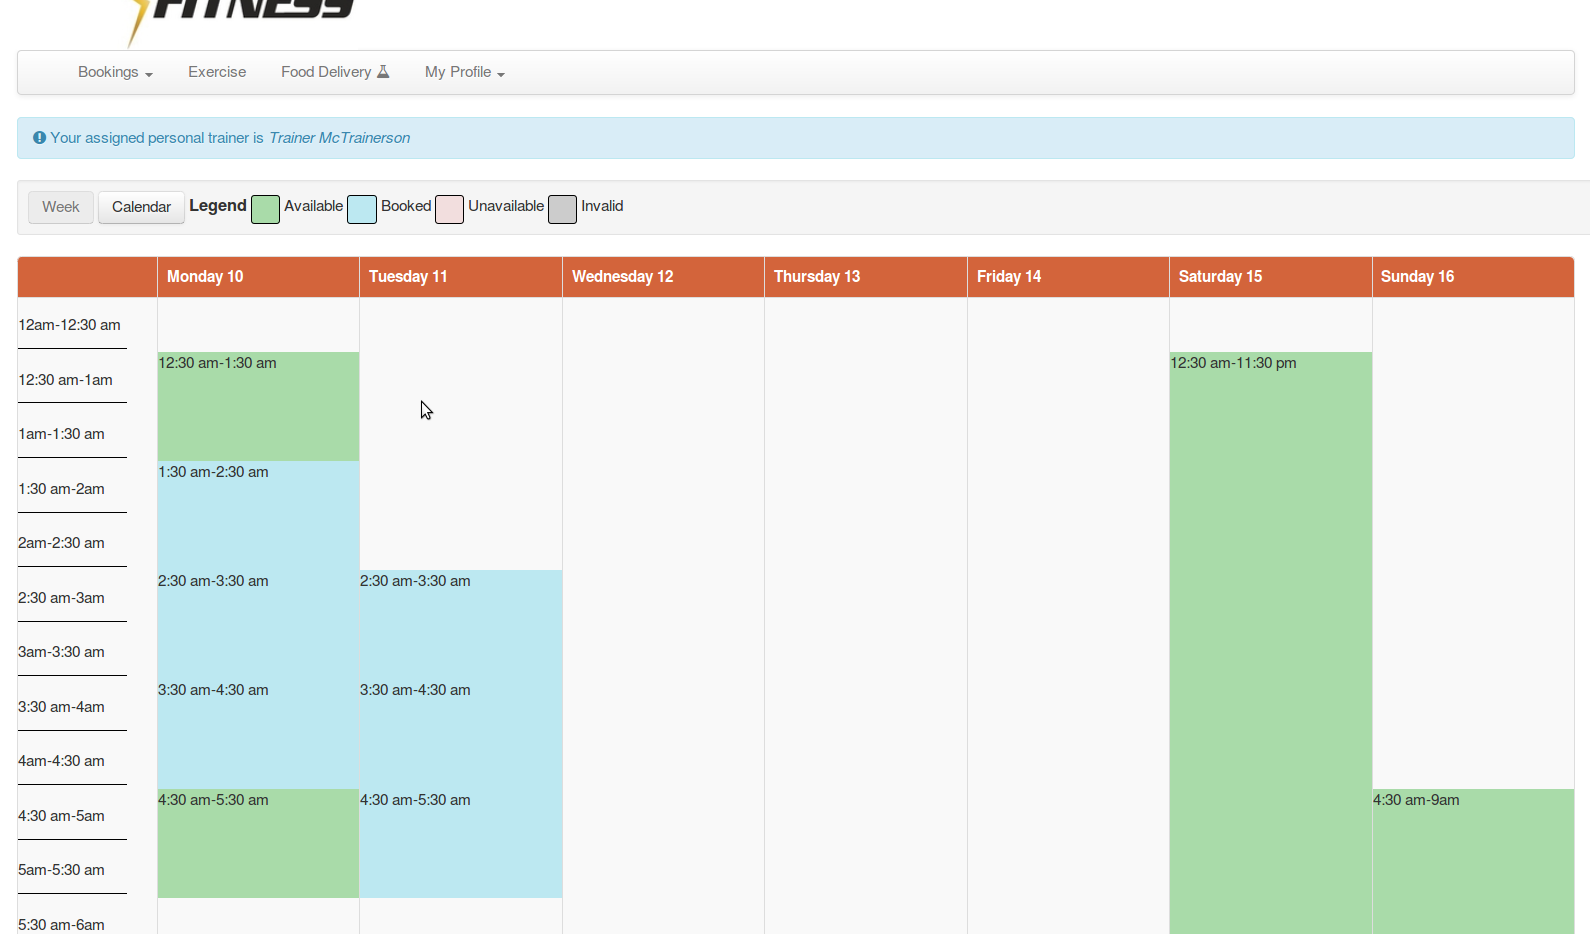 FITNESS
Bookings Exercise Food Delivery My Profile
Your assigned personal trainer is Trainer McTrainerson
Week Calendar Legend Available Booked Unavailable Invalid
Monday 10 Tuesday 11 Wednesday 12 Thursday 13 Friday 14 Saturday 15 Sunday 16
12am-12:30 am
12:30 am-1:30 am 12:30 am-11:30 pm
12:30 am-1am
1am-1:30 am
1:30 am-2:30 am
1:30 am-2am
2am-2:30 am
2:30 am-3:30 am 2:30 am-3:30 am
2:30 am-3am
3am-3:30 am
3:30 am-4:30 am 3:30 am-4:30 am
3:30 am-4am
4am-4:30 am
4:30 am-5:30 am 4:30 am-5:30 am 4:30 am-9am
4:30 am-5am
5am-5:30 am
5:30 am-6am